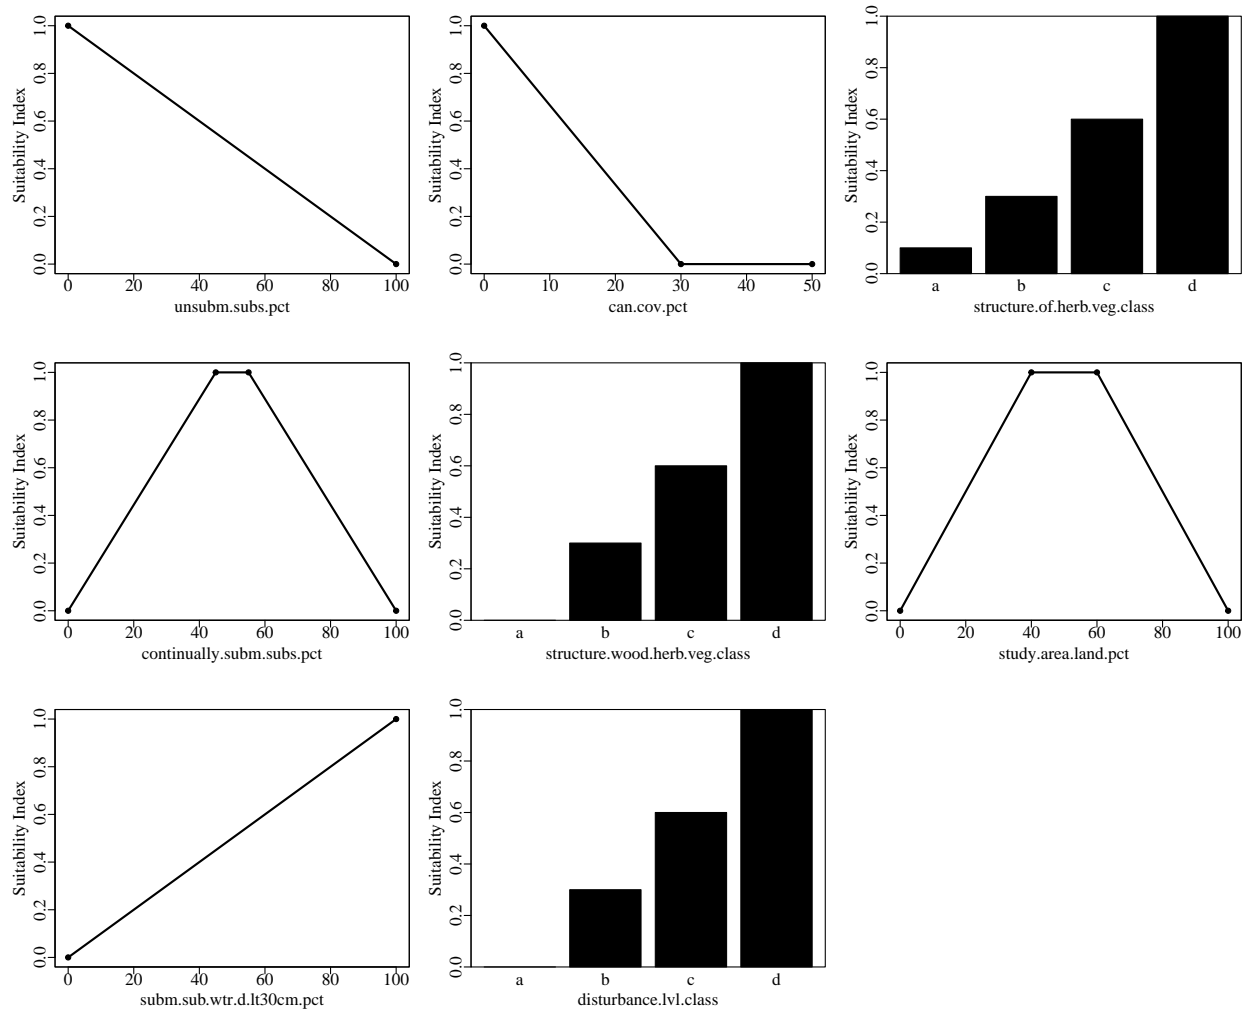 Suitability Index
0.0 0.2 0.4 0.6 0.8 1.0
0 20 40 60 80 100
unsubm.subs.pct
Suitability Index
0.0 0.2 0.4 0.6 0.8 1.0
0 10 20 30 40 50
can.cov.pct
Suitability Index
0.0 0.2 0.4 0.6 0.8 1.0
a b c d
structure.of.herb.veg.class
Suitability Index
0.0 0.2 0.4 0.6 0.8 1.0
0 20 40 60 80 100
continually.subm.subs.pct
Suitability Index
0.0 0.2 0.4 0.6 0.8 1.0
a b c d
structure.wood.herb.veg.class
Suitability Index
0.0 0.2 0.4 0.6 0.8 1.0
0 20 40 60 80 100
study.area.land.pct
Suitability Index
0.0 0.2 0.4 0.6 0.8 1.0
0 20 40 60 80 100
subm.sub.wtr.d.lt30cm.pct
Suitability Index
0.0 0.2 0.4 0.6 0.8 1.0
a b c d
disturbance.lvl.class